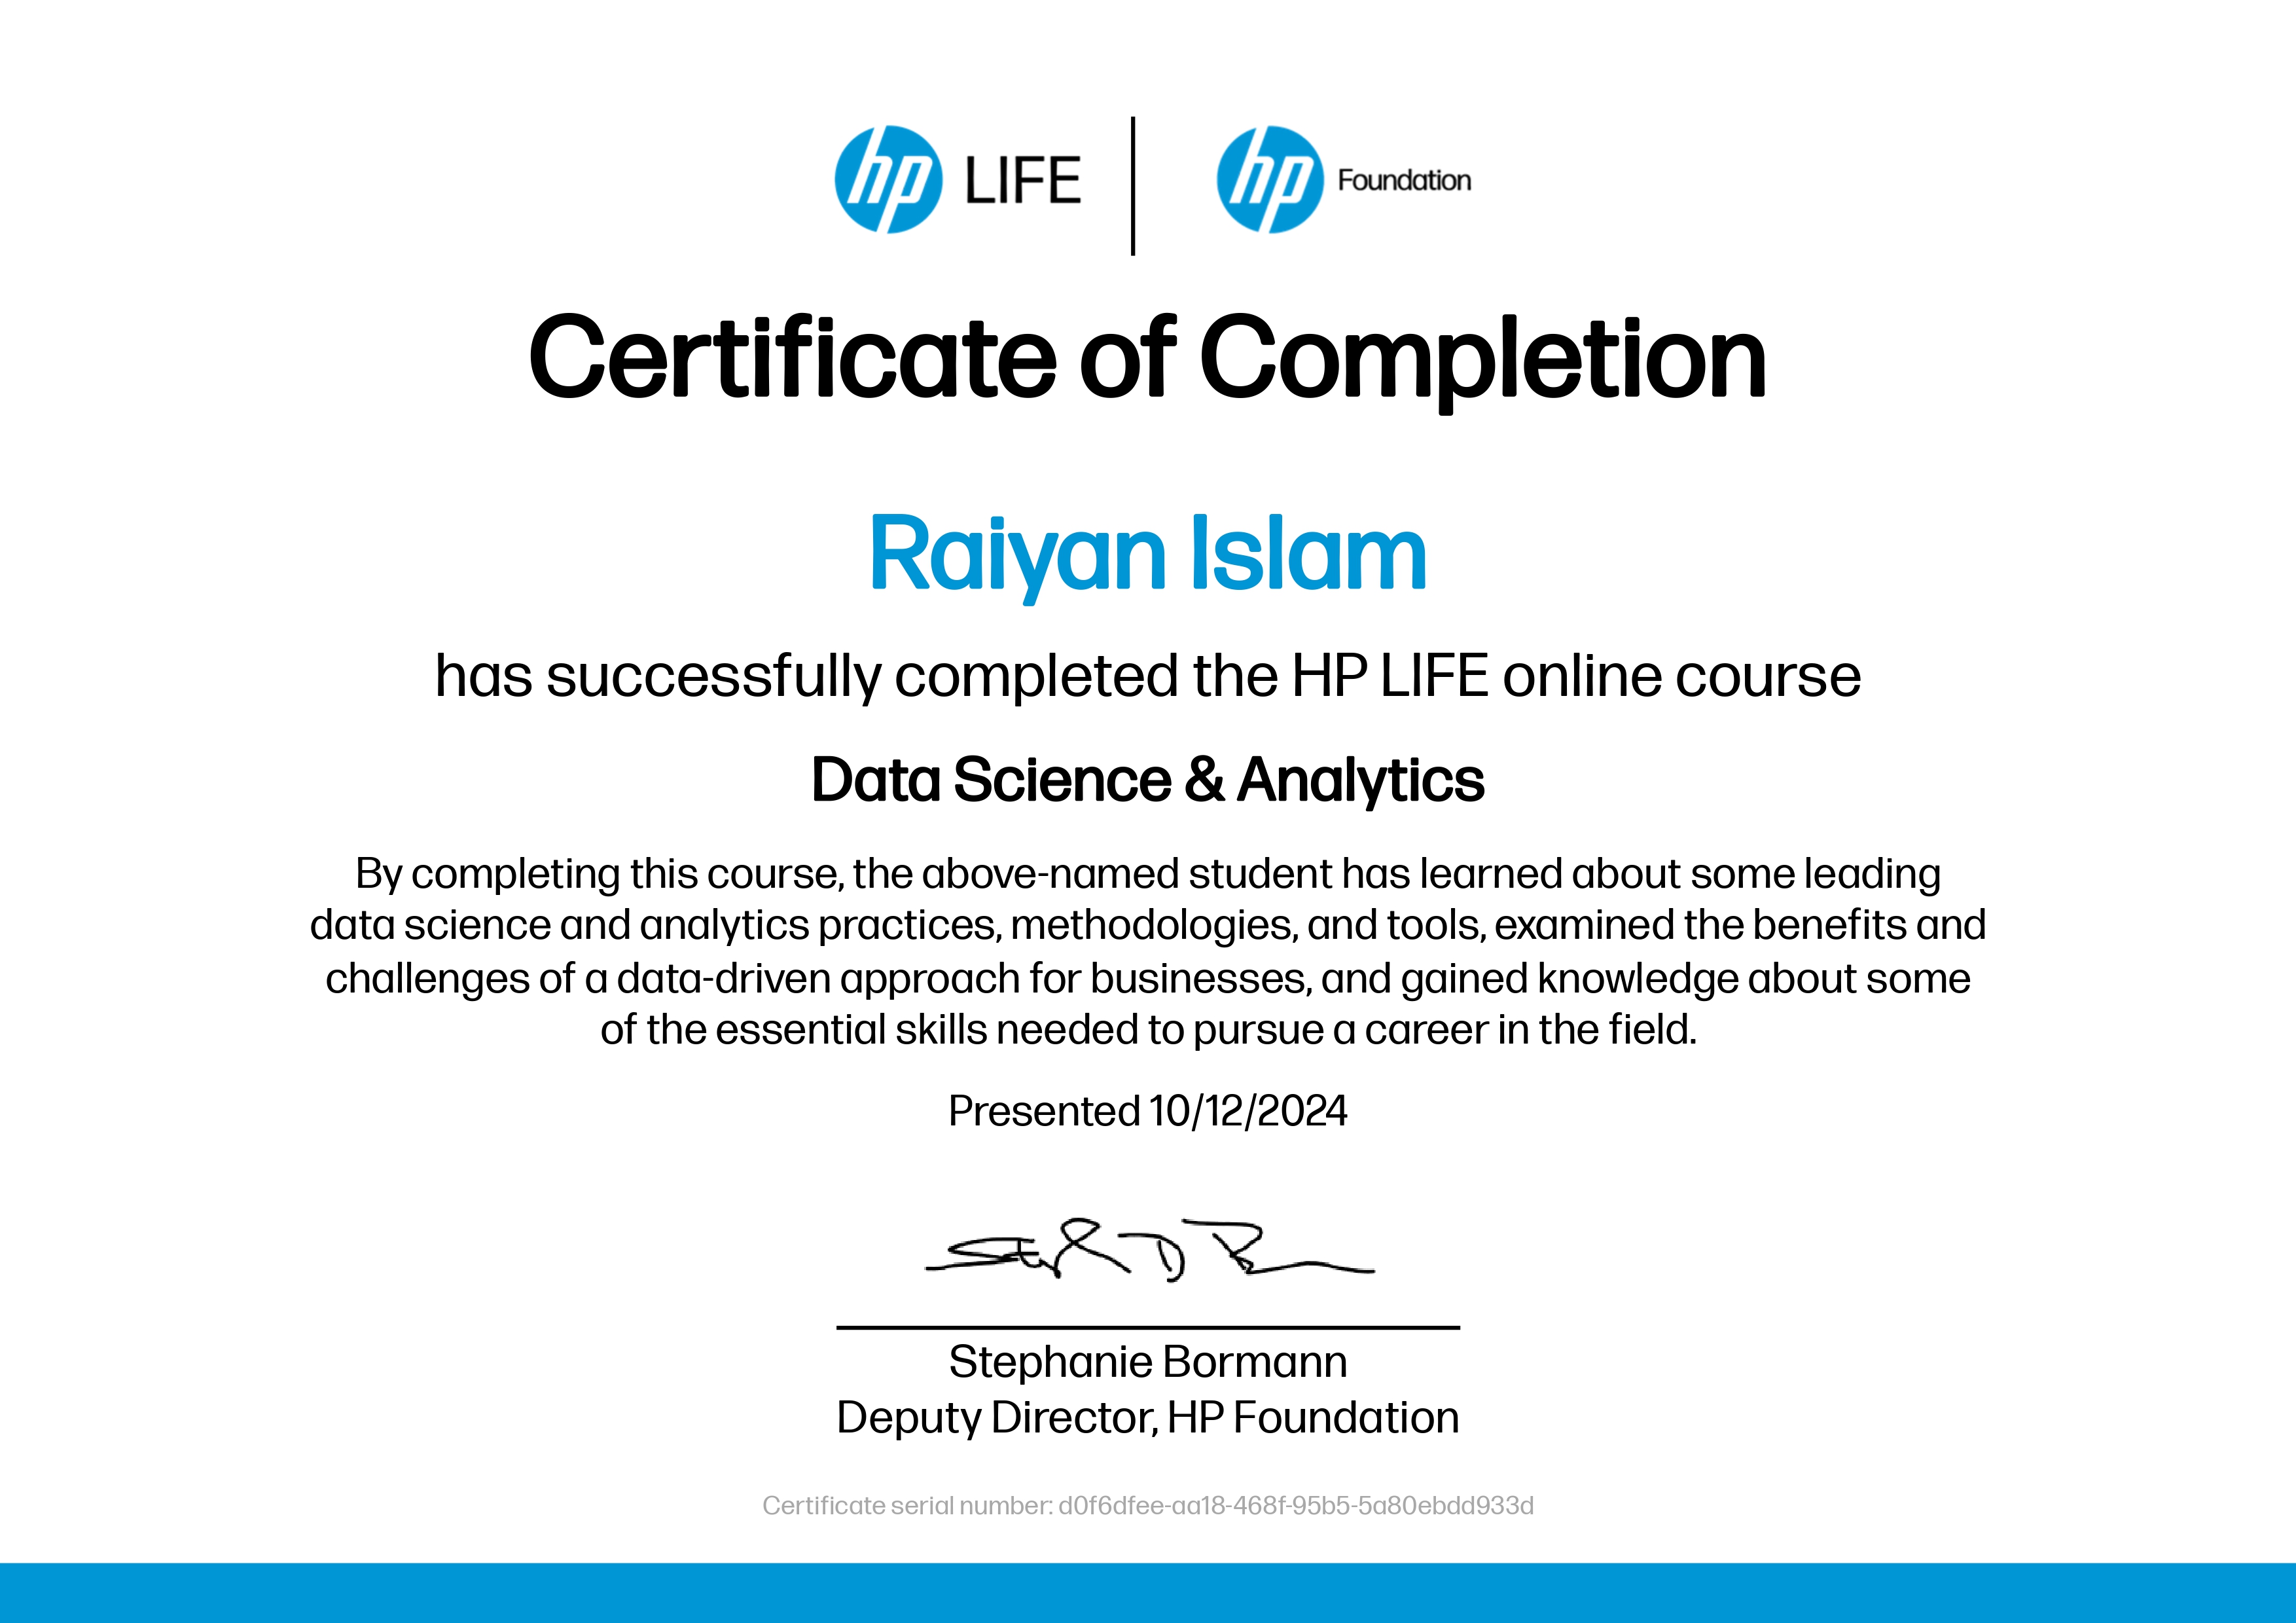 hp LIFE
hp Foundation
Certificate of Completion
Raiyan Islam
has successfully completed the HP LIFE online course
Data Science & Analytics
By completing this course, the above-named student has learned about some leading
data science and analytics practices, methodologies, and tools, examined the benefits and
challenges of a data-driven approach for businesses, and gained knowledge about some
of the essential skills needed to pursue a career in the field.
Presented 10/12/2024
Stephanie Bormann
Deputy Director, HP Foundation
Certificate serial number: d0f6dfee-aa18-468f-95b5-5a80ebdd933d